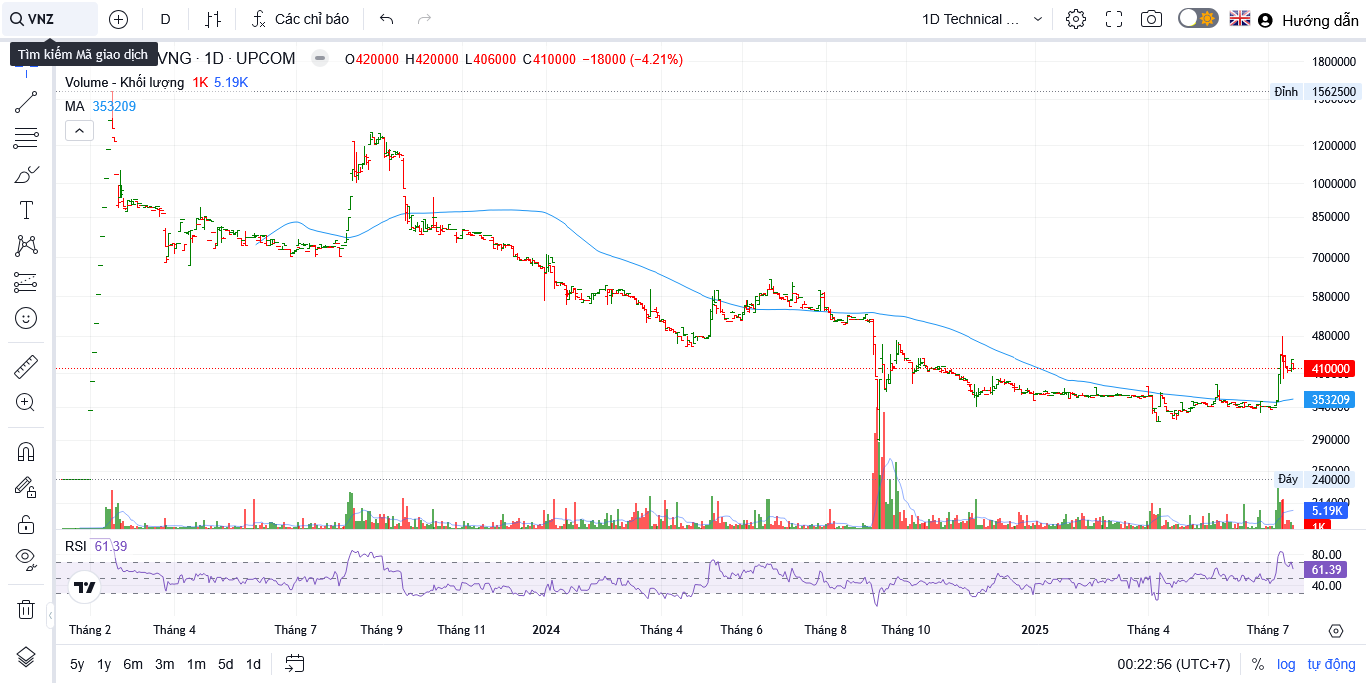 VNZ
D
Các chỉ báo
1D Technical ...
Hướng dẫn
Tìm kiếm Mã giao dịch
VNG · 1D · UPCOM
O420000 H420000 L406000 C410000 −18000 (−4.21%)
Volume - Khối lượng 1K 5.19K
MA 353209
1800000
Đỉnh 1562500
1200000
1000000
850000
700000
580000
480000
410000
353209
340000
290000
250000
Đáy 240000
214000
5.19K
1K
RSI 61.39
80.00
61.39
40.00
Tháng 2 Tháng 4 Tháng 7 Tháng 9 Tháng 11 2024 Tháng 4 Tháng 6 Tháng 8 Tháng 10 2025 Tháng 4 Tháng 7
5y 1y 6m 3m 1m 5d 1d
00:22:56 (UTC+7) % log tự động